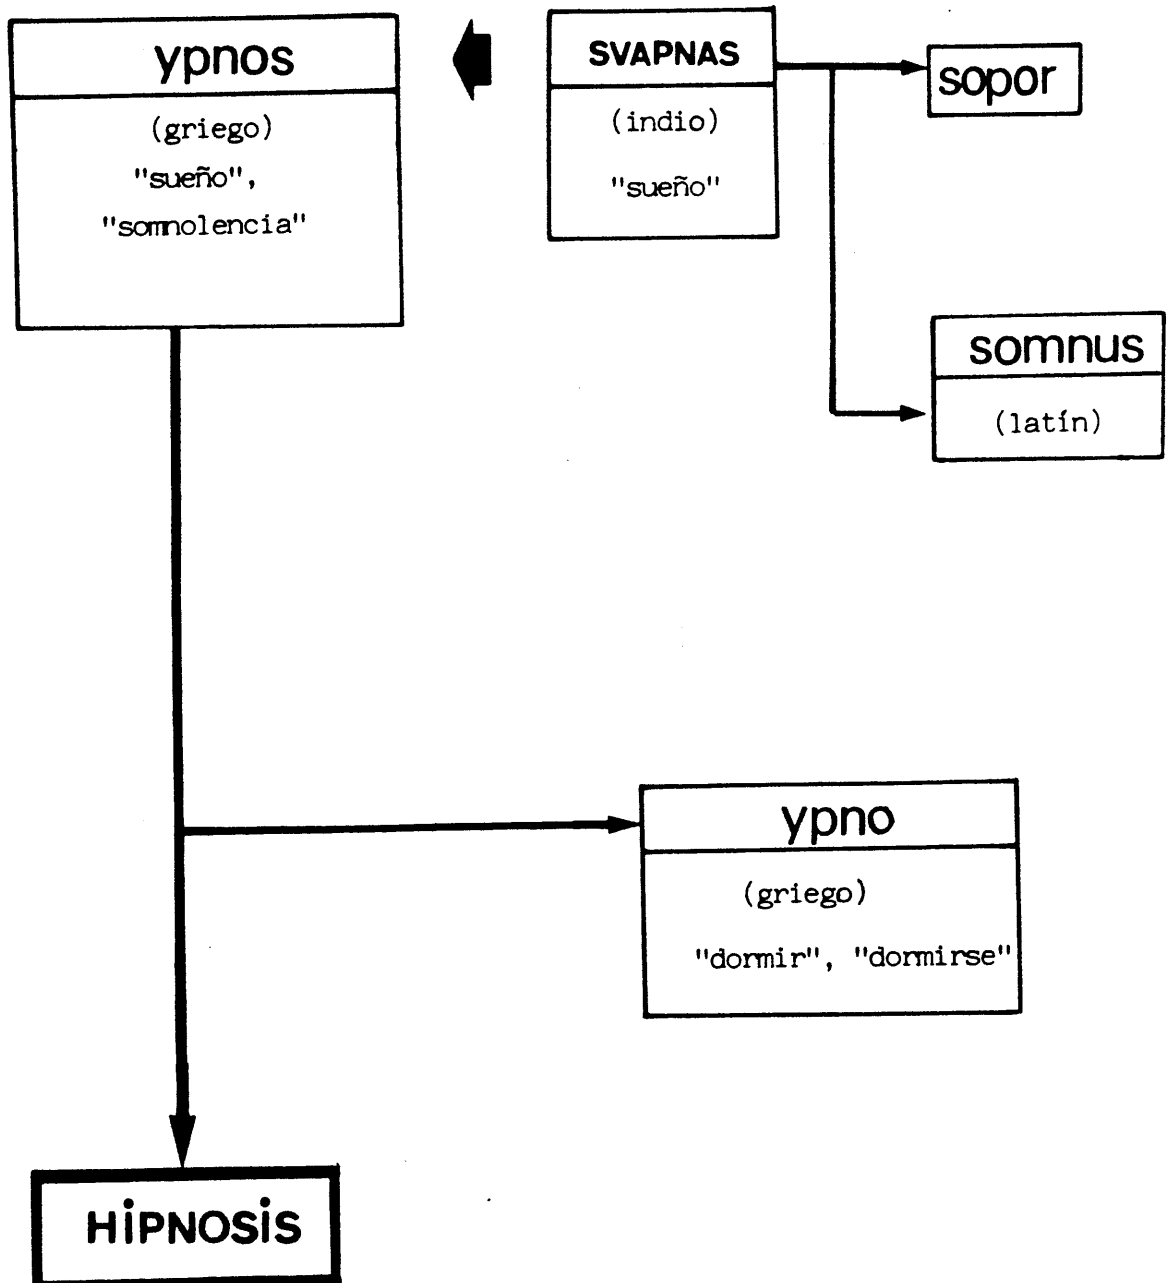 ypnos
(griego)
"sueño",
"somnolencia"
SVAPNAS
(indio)
"sueño"
sopor
somnus
(latín)
ypno
(griego)
"dormir", "dormirse"
HiPNOSiS